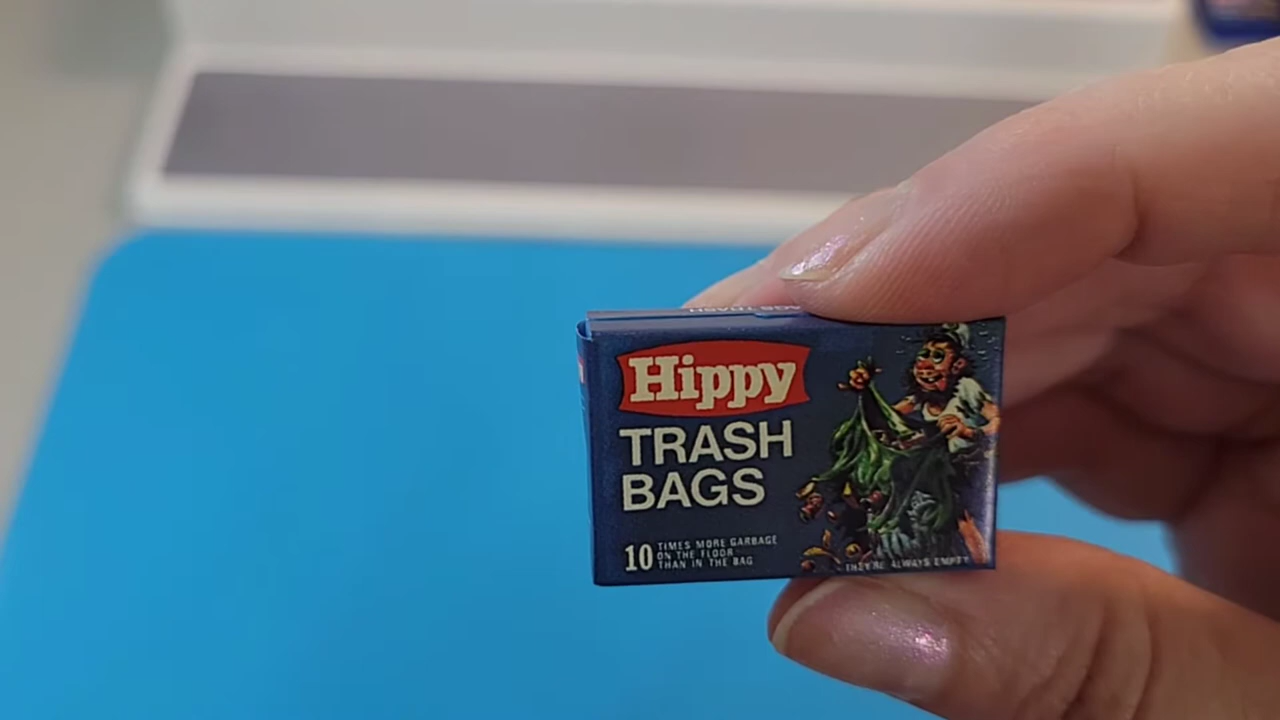 Hippy
TRASH
BAGS
10 TIMES MORE GARBAGE
ON THE FLOOR
THAN IN THE BAG
THEY'RE ALWAYS EMPTY